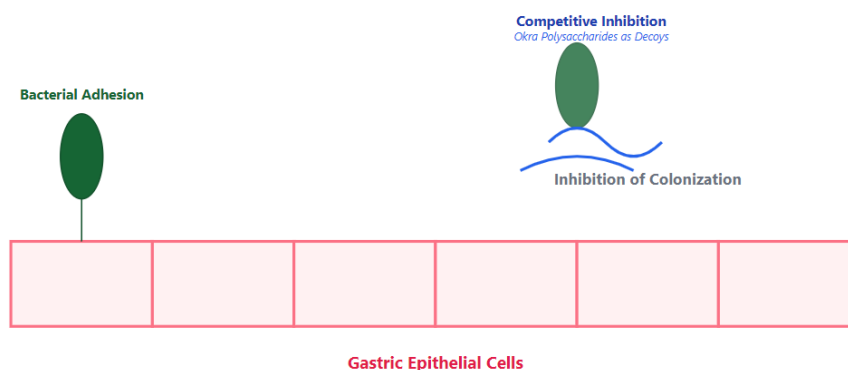 Competitive Inhibition
Okra Polysaccharides as Decoys
Bacterial Adhesion
Inhibition of Colonization
Gastric Epithelial Cells